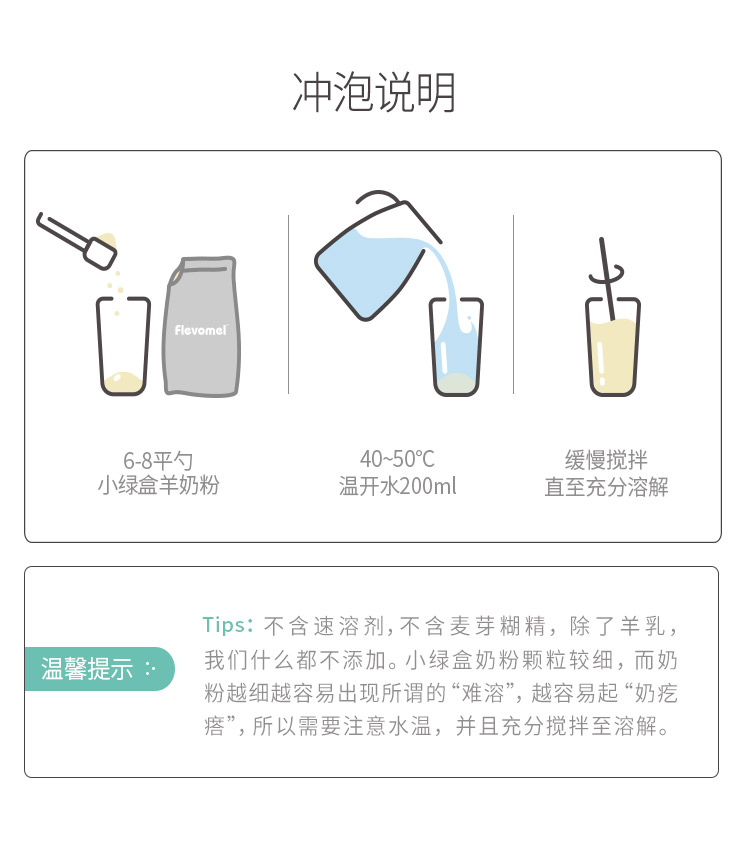 冲泡说明
Flevomel
6-8平勺
小绿盒羊奶粉
40~50℃
温开水200ml
缓慢搅拌
直至充分溶解
温馨提示
Tips：不含速溶剂，不含麦芽糊精，除了羊乳，
我们什么都不添加。小绿盒奶粉颗粒较细，而奶
粉越细越容易出现所谓的“难溶”，越容易起“奶疙
瘩”，所以需要注意水温，并且充分搅拌至溶解。